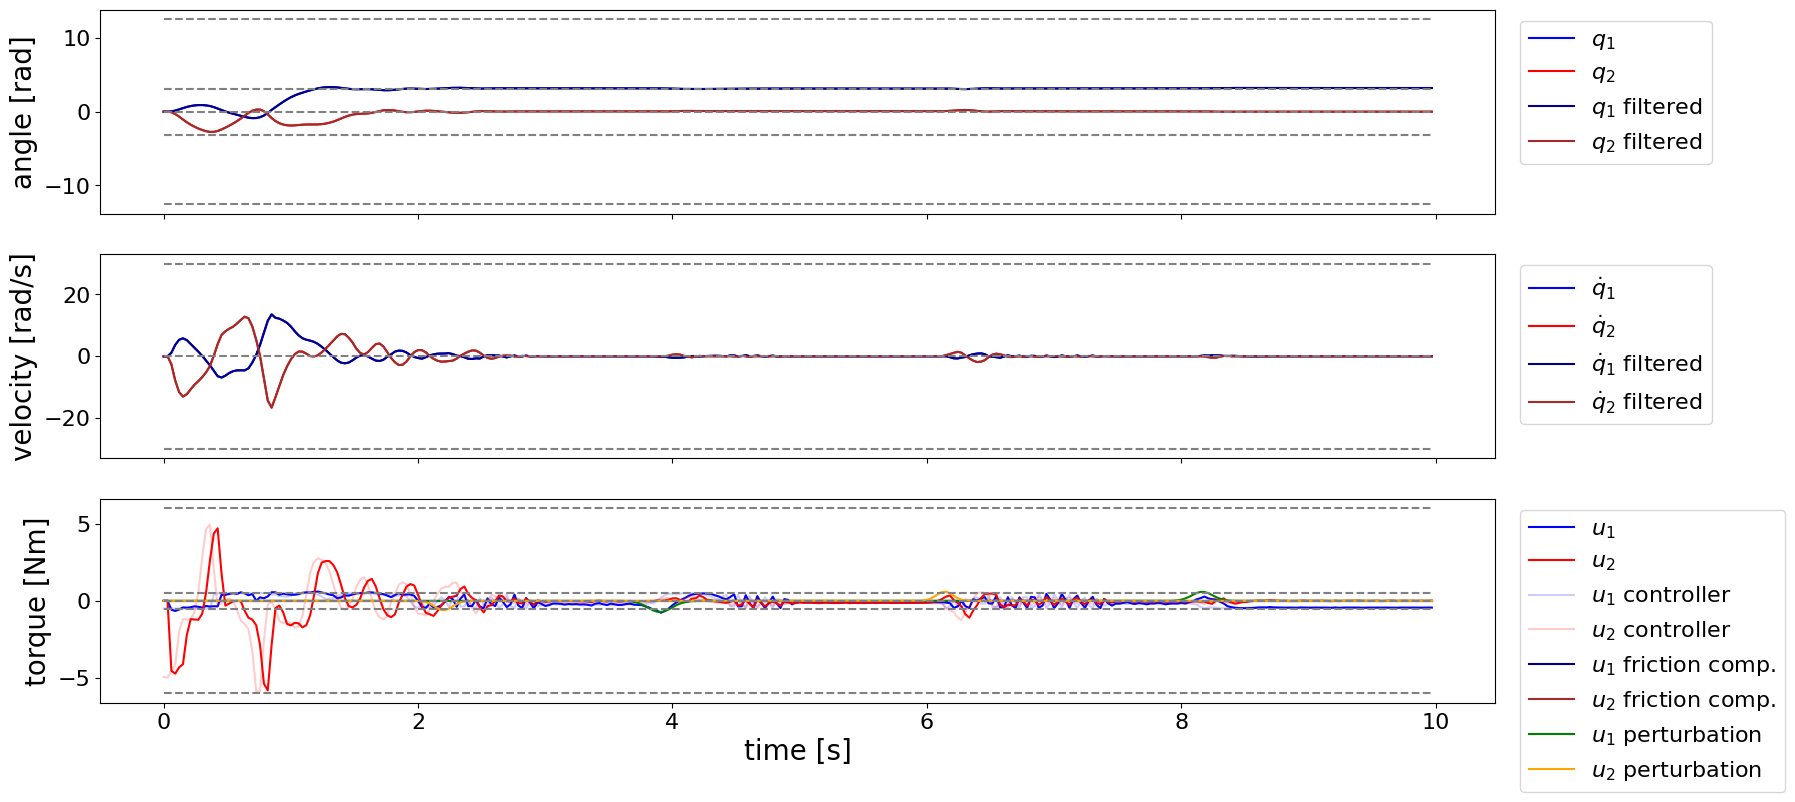 angle [rad]
10
0
−10
q₁
q₂
q₁ filtered
q₂ filtered
velocity [rad/s]
20
0
−20
q̇₁
q̇₂
q̇₁ filtered
q̇₂ filtered
torque [Nm]
5
0
−5
0 2 4 6 8 10
time [s]
u₁
u₂
u₁ controller
u₂ controller
u₁ friction comp.
u₂ friction comp.
u₁ perturbation
u₂ perturbation